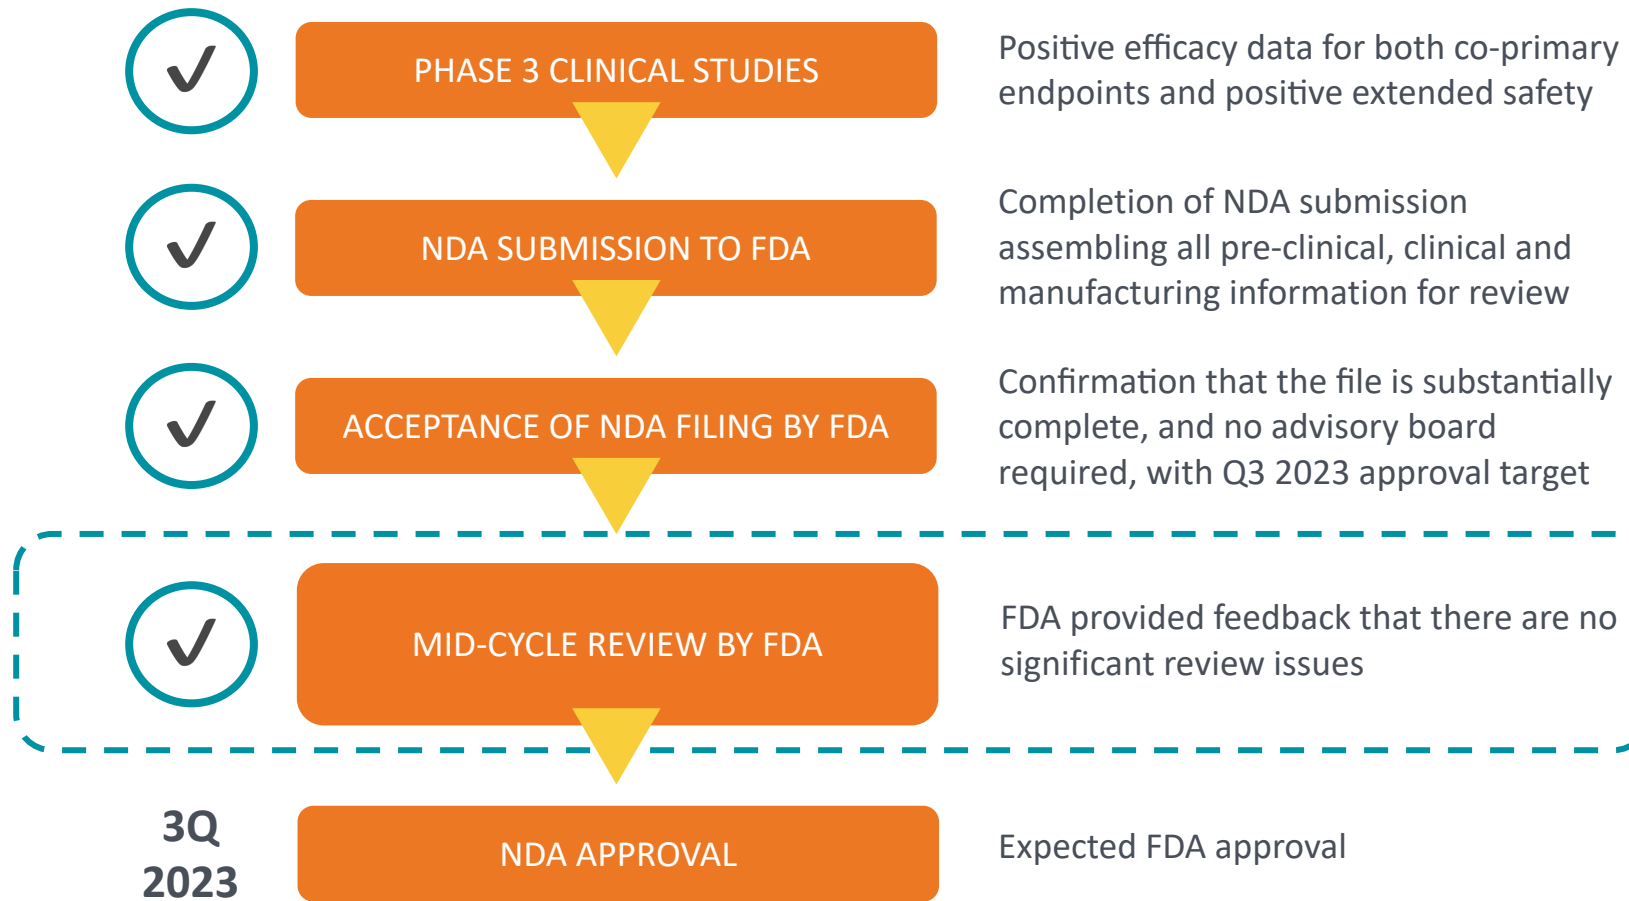 PHASE 3 CLINICAL STUDIES
Positive efficacy data for both co-primary
endpoints and positive extended safety
NDA SUBMISSION TO FDA
Completion of NDA submission
assembling all pre-clinical, clinical and
manufacturing information for review
ACCEPTANCE OF NDA FILING BY FDA
Confirmation that the file is substantially
complete, and no advisory board
required, with Q3 2023 approval target
MID-CYCLE REVIEW BY FDA
FDA provided feedback that there are no
significant review issues
3Q
2023
NDA APPROVAL
Expected FDA approval